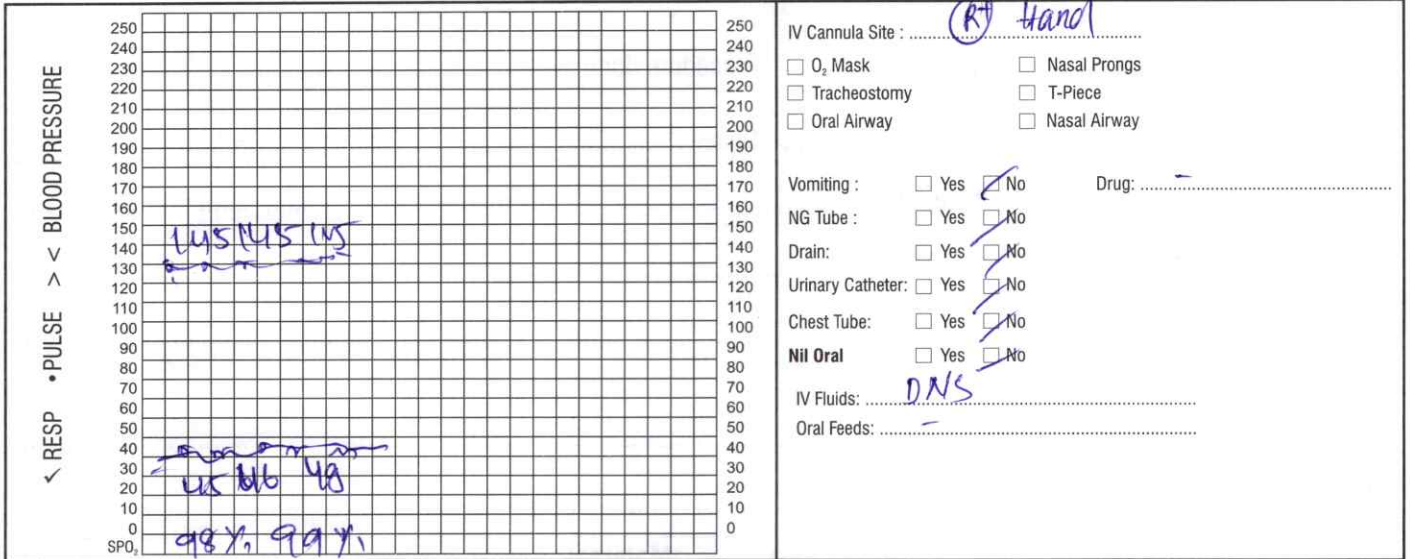 BLOOD PRESSURE
> <
• PULSE
< RESP
250 250
240 240
230 230
220 220
210 210
200 200
190 190
180 180
170 170
160 160
150 145 145 145 150
140 140
130 130
120 120
110 110
100 100
90 90
80 80
70 70
60 60
50 50
40 40
30 30
20 45 46 48 20
10 10
0 0
SPO₂ 98%, 99%
IV Cannula Site : (Rt) Hand
☐ O₂ Mask ☐ Nasal Prongs
☐ Tracheostomy ☐ T-Piece
☐ Oral Airway ☐ Nasal Airway
Vomiting : ☐ Yes ☑ No Drug: -
NG Tube : ☐ Yes ☑ No
Drain: ☐ Yes ☑ No
Urinary Catheter: ☐ Yes ☑ No
Chest Tube: ☐ Yes ☑ No
Nil Oral ☐ Yes ☑ No
IV Fluids: DNS
Oral Feeds: -